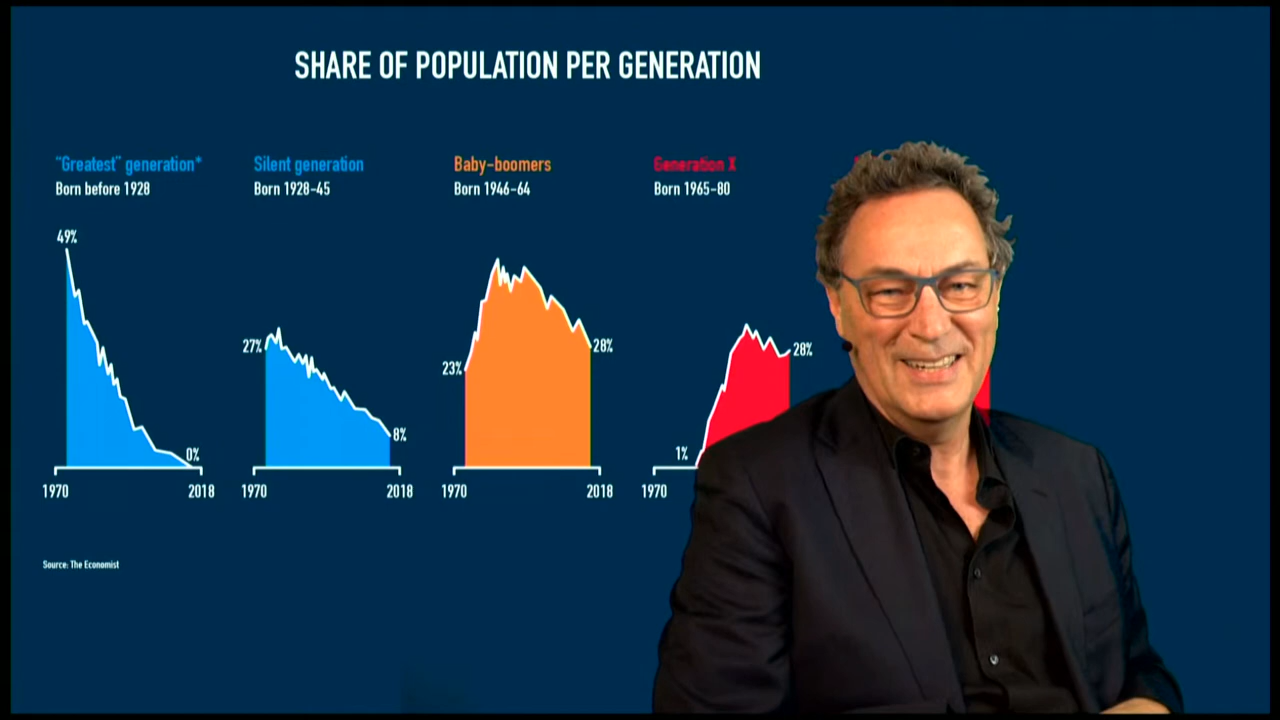 SHARE OF POPULATION PER GENERATION
"Greatest" generation*
Born before 1928
49%
0%
1970 2018
Silent generation
Born 1928-45
27%
8%
1970 2018
Baby-boomers
Born 1946-64
23%
28%
1970 2018
Generation X
Born 1965-80
1%
28%
1970
Source: The Economist